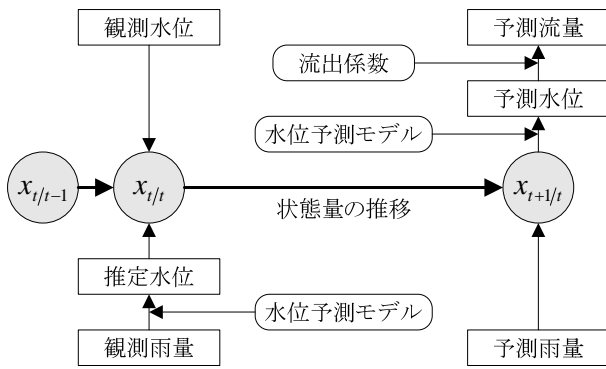 観測水位
予測流量
流出係数
予測水位
水位予測モデル
x_{t/t-1}
x_{t/t}
x_{t+1/t}
状態量の推移
推定水位
水位予測モデル
観測雨量
予測雨量